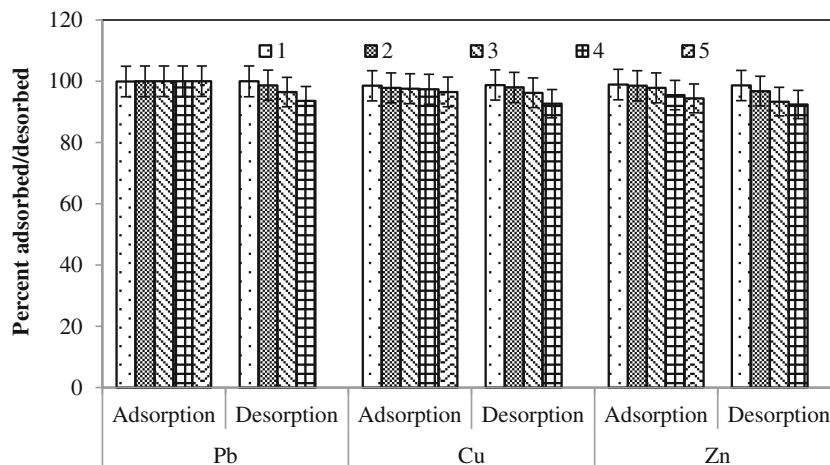 120
1 2 3 4 5
100
80
60
40
20
0
Percent adsorbed/desorbed
Adsorption Desorption Adsorption Desorption Adsorption Desorption
Pb Cu Zn